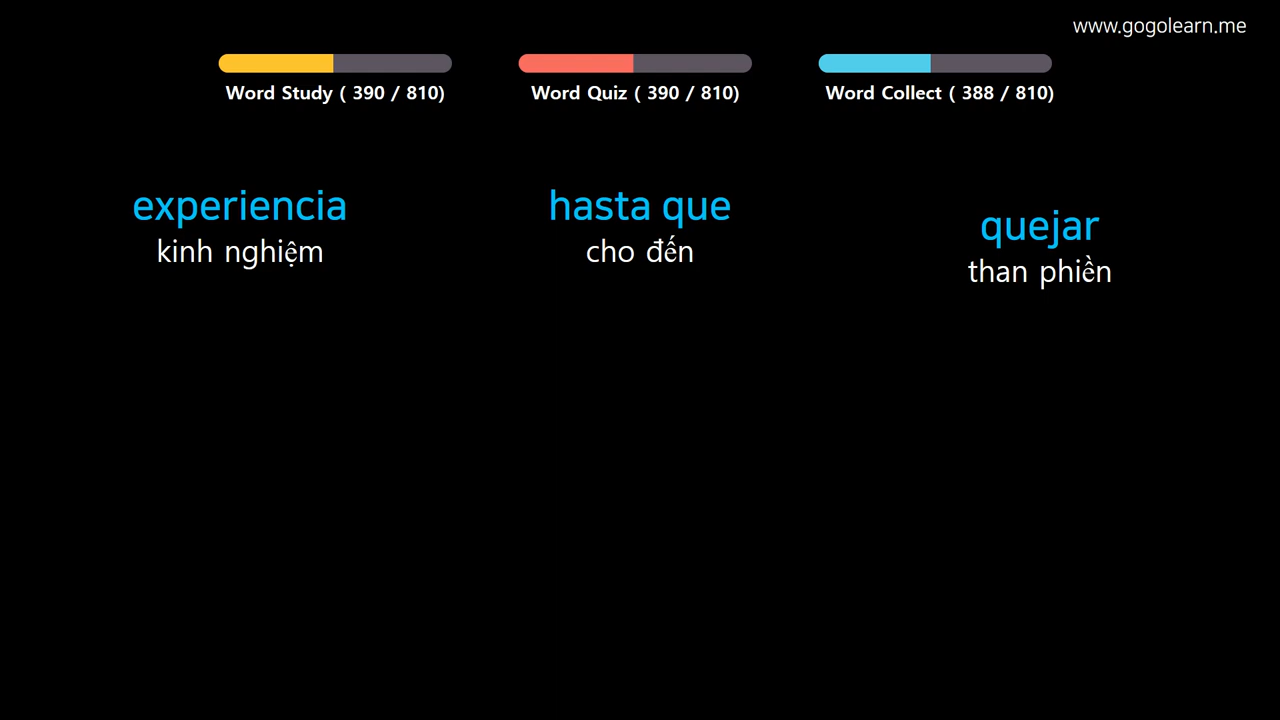 www.gogolearn.me
Word Study ( 390 / 810)
Word Quiz ( 390 / 810)
Word Collect ( 388 / 810)
experiencia
kinh nghiệm
hasta que
cho đến
quejar
than phiền